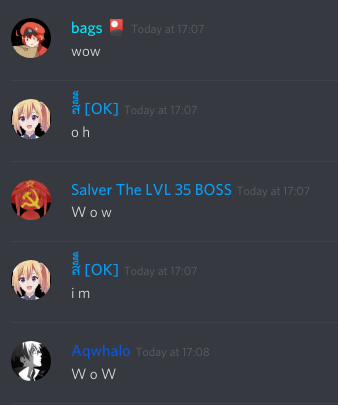 bags 🚨 Today at 17:07
wow
[OK] Today at 17:07
o h
Salver The LVL 35 BOSS Today at 17:07
W o w
[OK] Today at 17:07
i m
Aqwhalo Today at 17:08
W o W